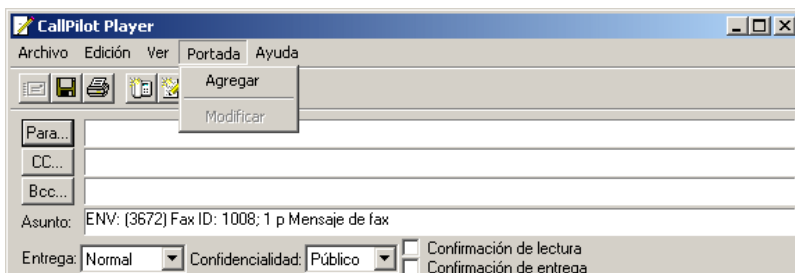 CallPilot Player
Archivo Edición Ver Portada Ayuda
Agregar
Modificar
Para...
CC...
Bcc...
Asunto: ENV: (3672) Fax ID: 1008; 1 p Mensaje de fax
Entrega: Normal Confidencialidad: Público Confirmación de lectura
Confirmación de entrega